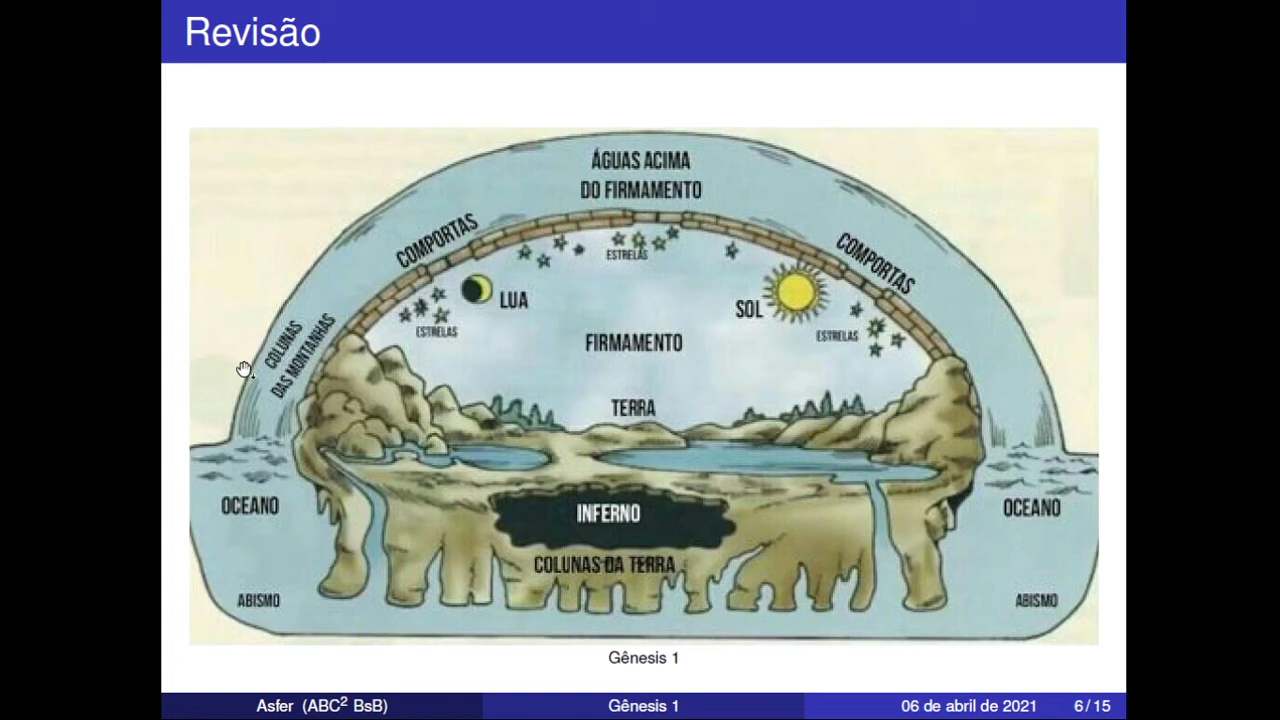 Revisão
ÁGUAS ACIMA
DO FIRMAMENTO
COMPORTAS
COMPORTAS
ESTRELAS
LUA
SOL
ESTRELAS
ESTRELAS
COLUNAS
DAS MONTANHAS
FIRMAMENTO
TERRA
OCEANO
INFERNO
OCEANO
COLUNAS DA TERRA
ABISMO
ABISMO
Gênesis 1
Asfer (ABC² BsB)
Gênesis 1
06 de abril de 2021
6 / 15